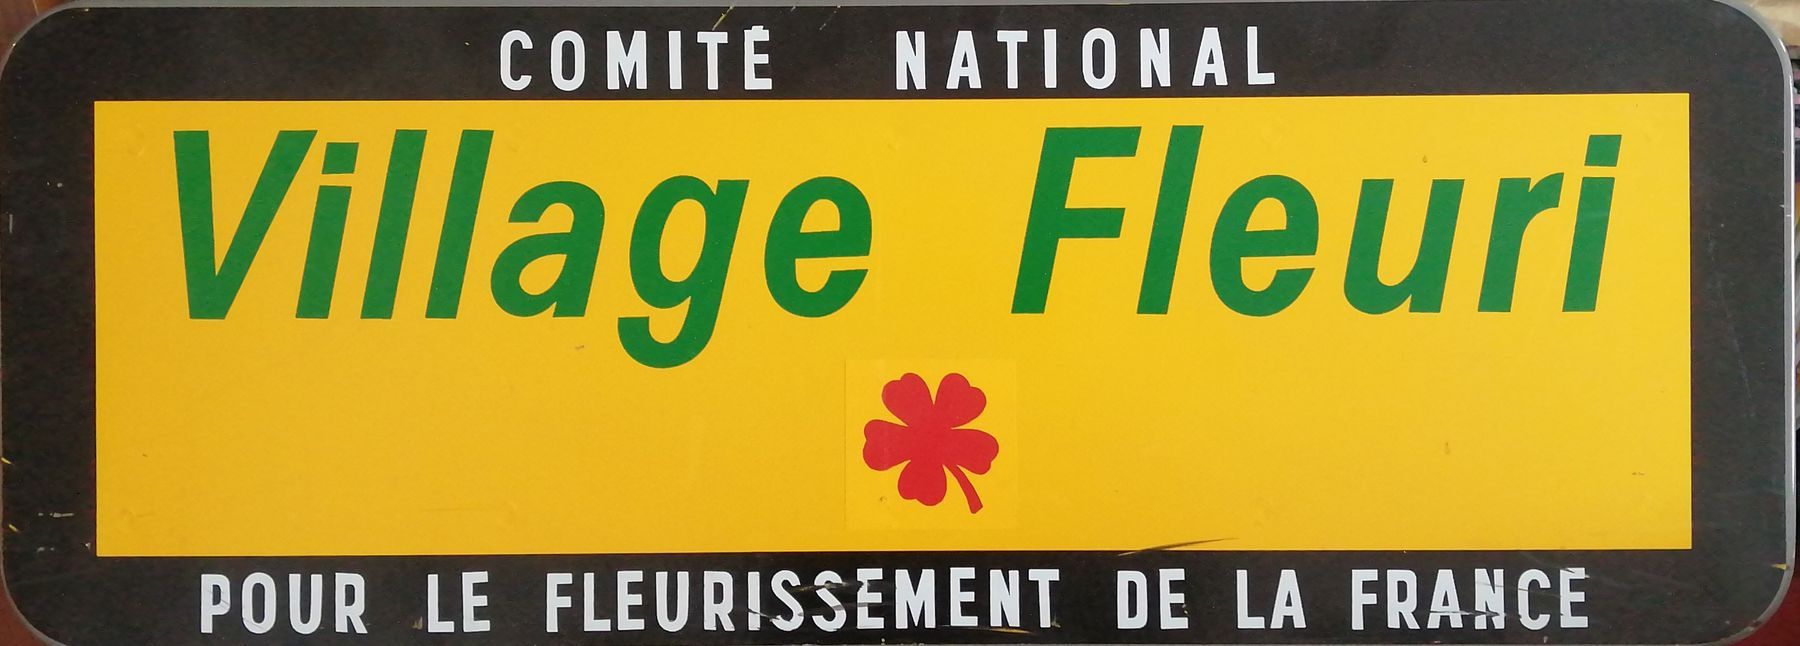 COMITÉ NATIONAL
Village Fleuri
POUR LE FLEURISSEMENT DE LA FRANCE